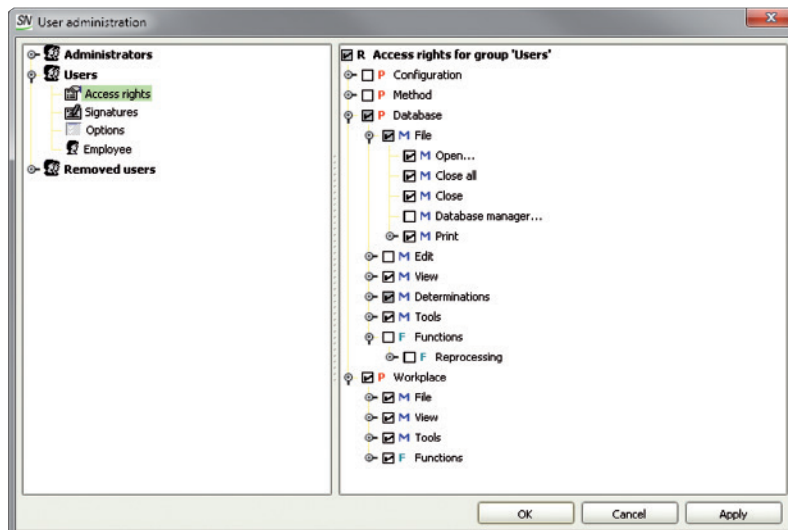 SN User administration
Administrators
Users
Access rights
Signatures
Options
Employee
Removed users
R Access rights for group 'Users'
P Configuration
P Method
P Database
M File
M Open...
M Close all
M Close
M Database manager...
M Print
M Edit
M View
M Determinations
M Tools
F Functions
F Reprocessing
P Workplace
M File
M View
M Tools
F Functions
OK Cancel Apply